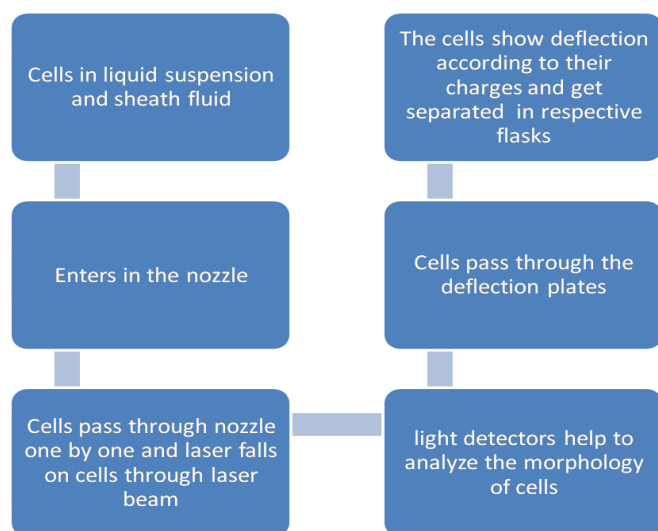 Cells in liquid suspension
and sheath fluid
Enters in the nozzle
Cells pass through nozzle
one by one and laser falls
on cells through laser
beam
light detectors help to
analyze the morphology
of cells
Cells pass through the
deflection plates
The cells show deflection
according to their
charges and get
separated in respective
flasks